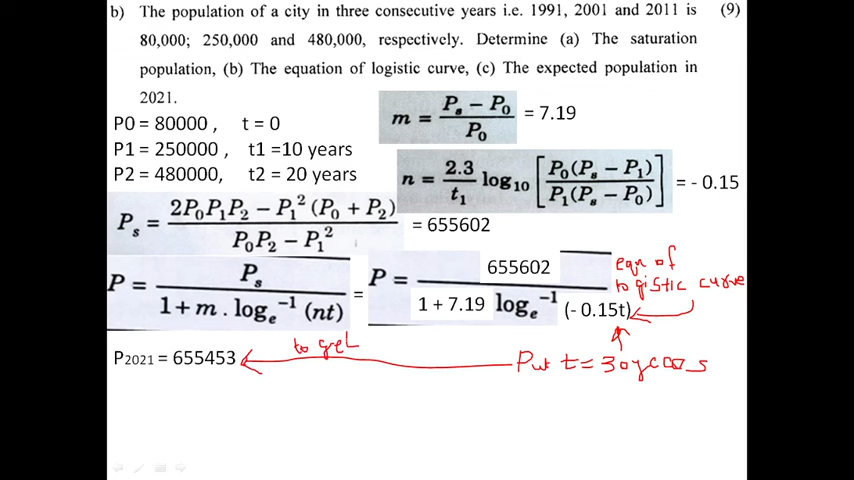 b) The population of a city in three consecutive years i.e. 1991, 2001 and 2011 is (9)
80,000; 250,000 and 480,000, respectively. Determine (a) The saturation
population, (b) The equation of logistic curve, (c) The expected population in
2021.
P0 = 80000 , t = 0
P1 = 250000 , t1 =10 years
P2 = 480000, t2 = 20 years
m = (Pₛ − P₀) / P₀ = 7.19
n = 2.3 / t₁ log₁₀ [P₀(Pₛ − P₁) / P₁(Pₛ − P₀)] = - 0.15
Pₛ = (2P₀P₁P₂ − P₁² (P₀ + P₂)) / (P₀P₂ − P₁²) = 655602
P = Pₛ / (1 + m . logₑ⁻¹ (nt)) = P = 655602 / (1 + 7.19 logₑ⁻¹ (- 0.15t))
eqn of
logistic curve
P2021 = 655453
to get
Put t = 30 years